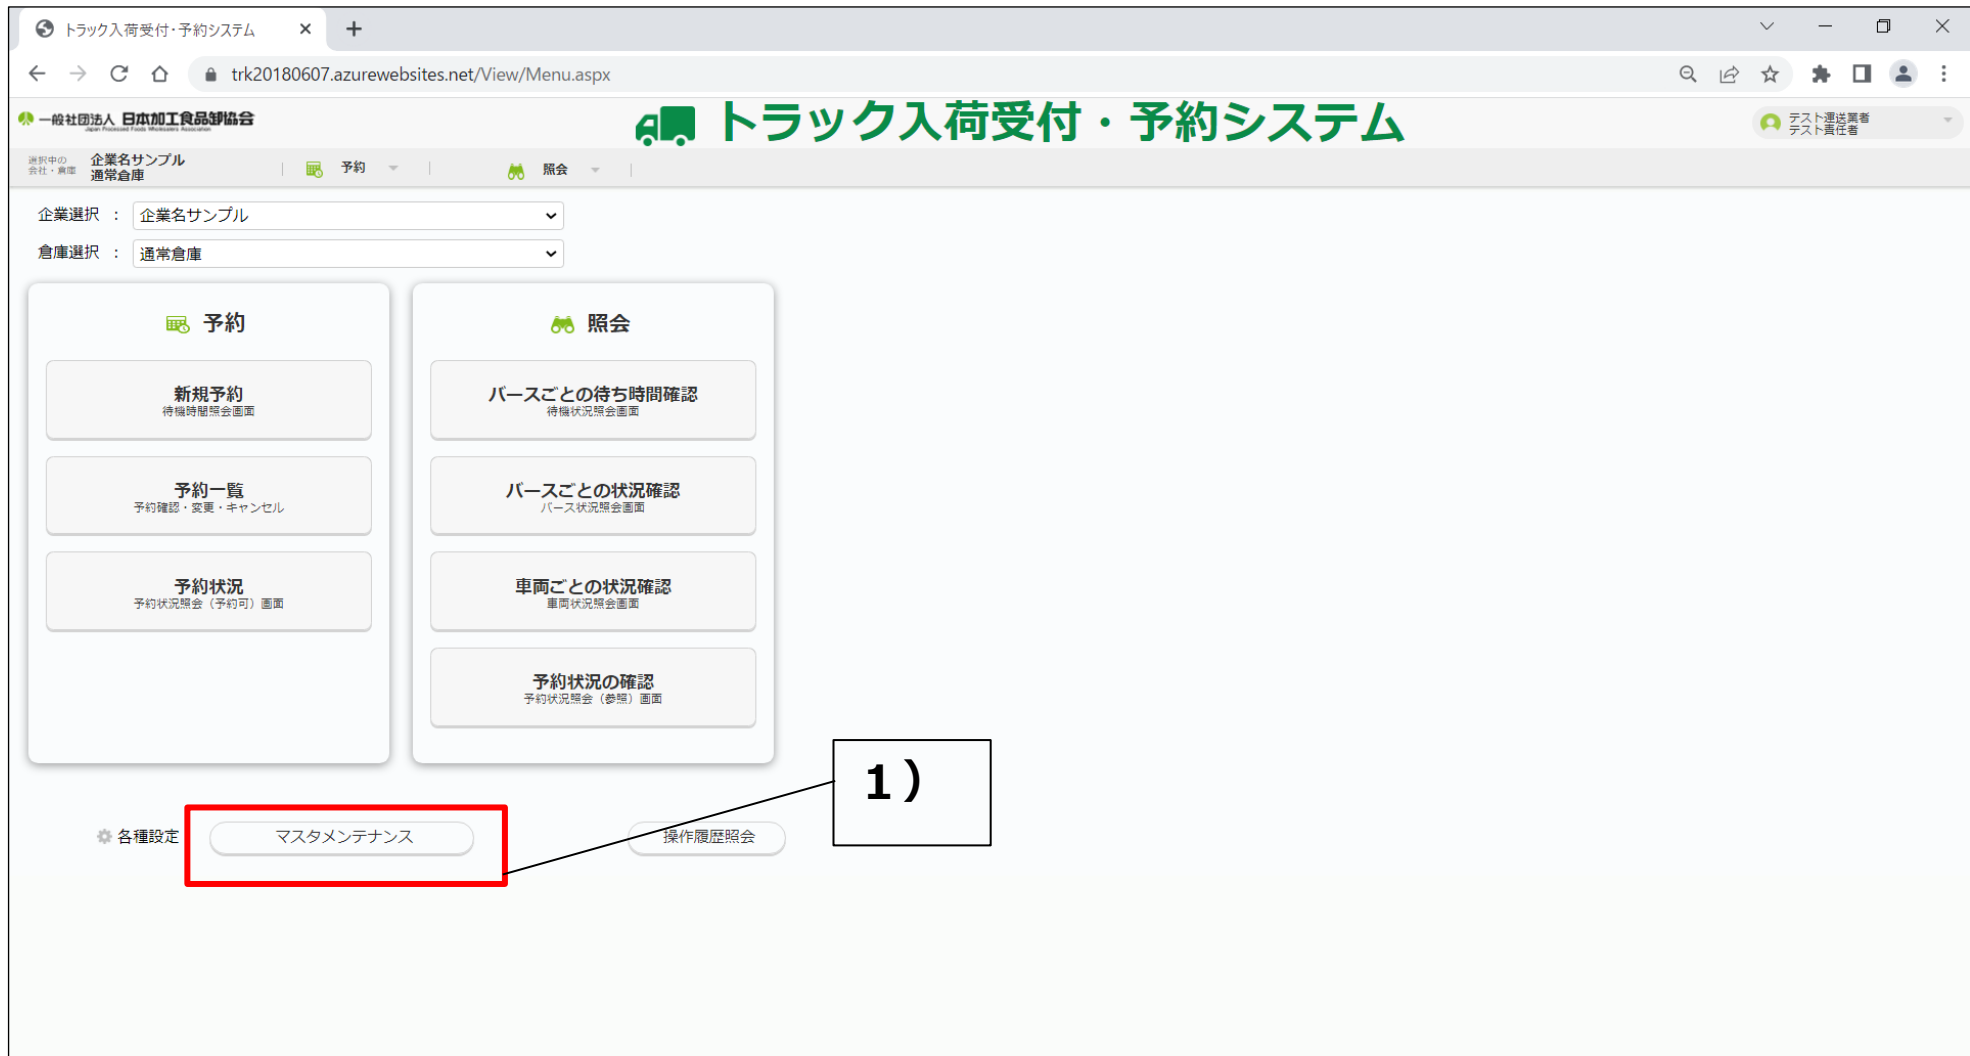 トラック入荷受付・予約システム
trk20180607.azurewebsites.net/View/Menu.aspx
一般社団法人 日本加工食品卸協会
Japan Processed Foods Wholesalers Association
トラック入荷受付・予約システム
テスト運送業者
テスト責任者
選択中の
会社・倉庫
企業名サンプル
通常倉庫
予約
照会
企業選択 : 企業名サンプル
倉庫選択 : 通常倉庫
予約
新規予約
待機時間照会画面
予約一覧
予約確認・変更・キャンセル
予約状況
予約状況照会（予約可）画面
照会
バースごとの待ち時間確認
待機状況照会画面
バースごとの状況確認
バース状況照会画面
車両ごとの状況確認
車両状況照会画面
予約状況の確認
予約状況照会（参照）画面
1）
各種設定 マスタメンテナンス 操作履歴照会